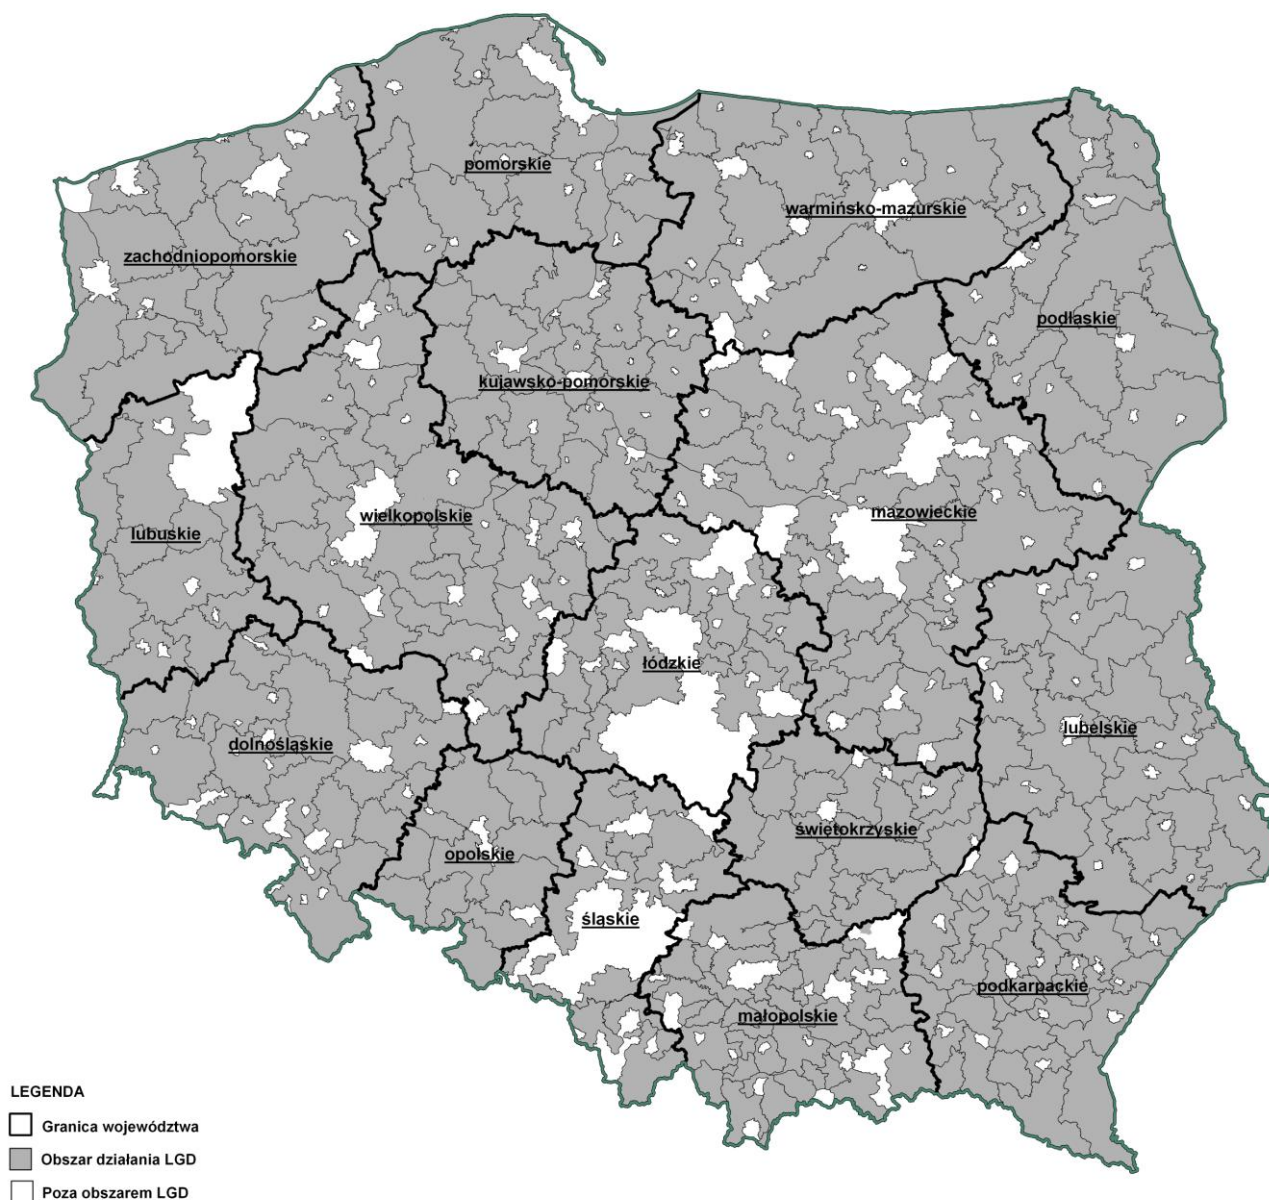 pomorskie
warmińsko-mazurskie
zachodniopomorskie
podlaskie
kujawsko-pomorskie
mazowieckie
wielkopolskie
lubuskie
łódzkie
lubelskie
dolnośląskie
świętokrzyskie
opolskie
śląskie
podkarpackie
małopolskie
LEGENDA
Granica województwa
Obszar działania LGD
Poza obszarem LGD